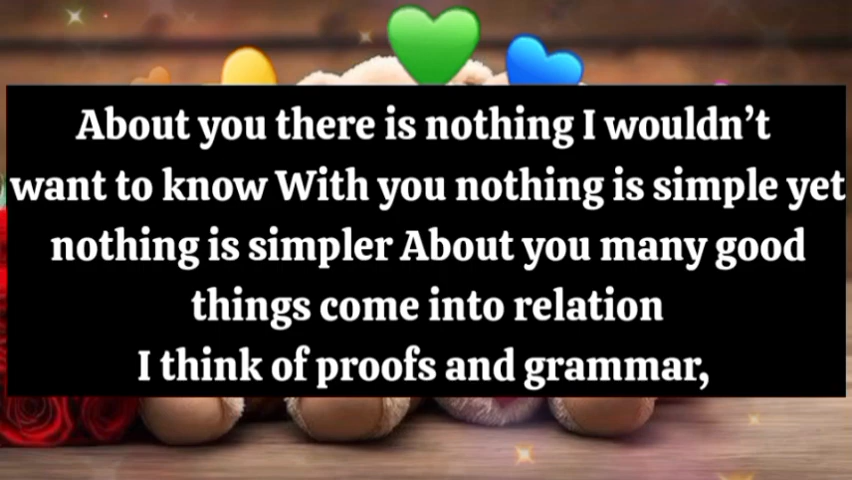 About you there is nothing I wouldn’t
want to know With you nothing is simple yet
nothing is simpler About you many good
things come into relation
I think of proofs and grammar,